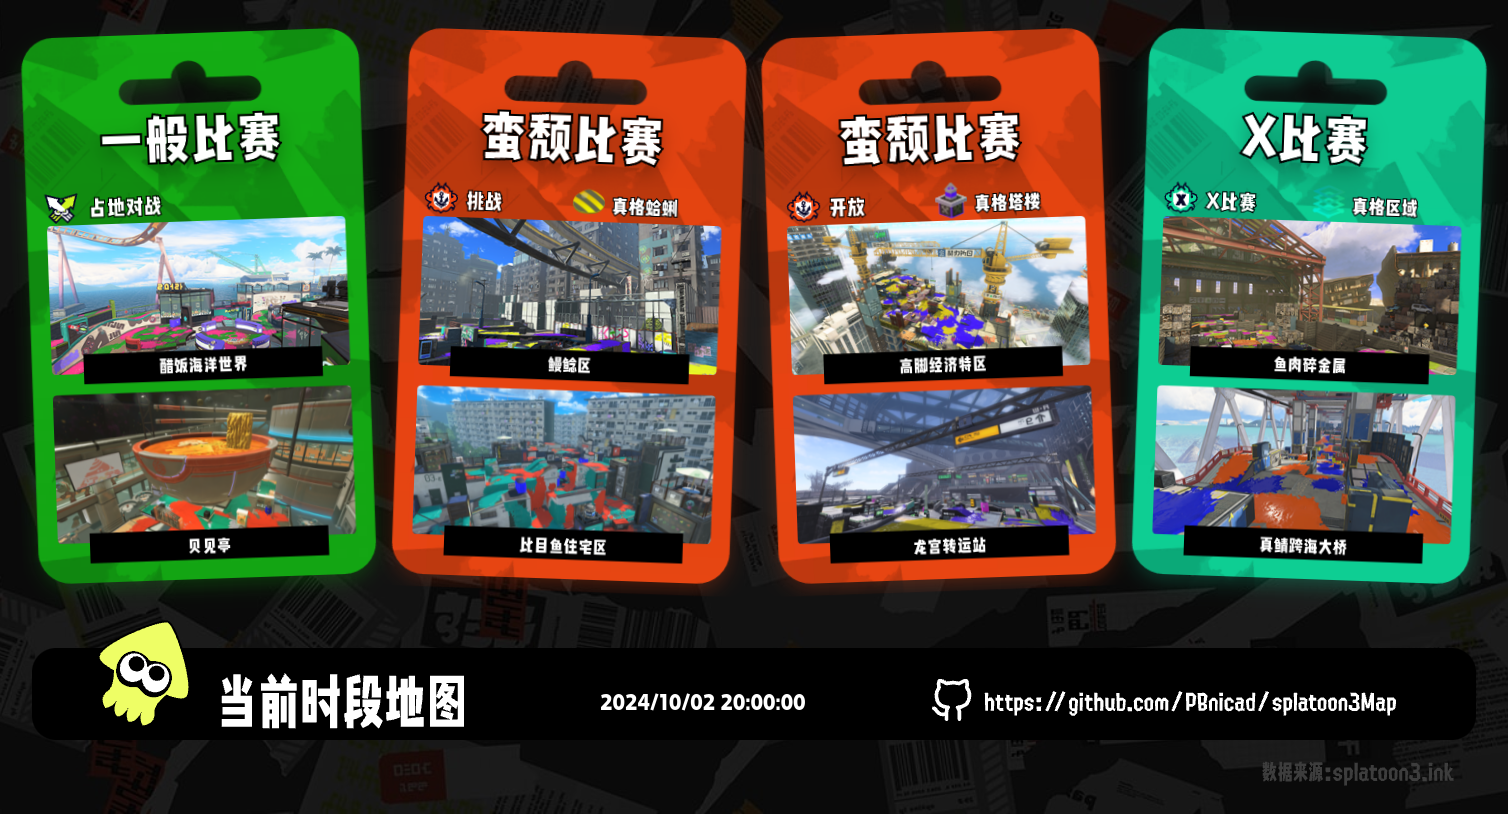 一般比赛
占地对战
醋饭海洋世界
贝见亭
蛮颓比赛
挑战
真格蛤蜊
鳗鲶区
比目鱼住宅区
蛮颓比赛
开放
真格塔楼
高脚经济特区
龙宫转运站
X比赛
X比赛
真格区域
鱼肉碎金属
真鲭跨海大桥
当前时段地图
2024/10/02 20:00:00
https://github.com/PBnicad/splatoon3Map
数据来源:splatoon3.ink